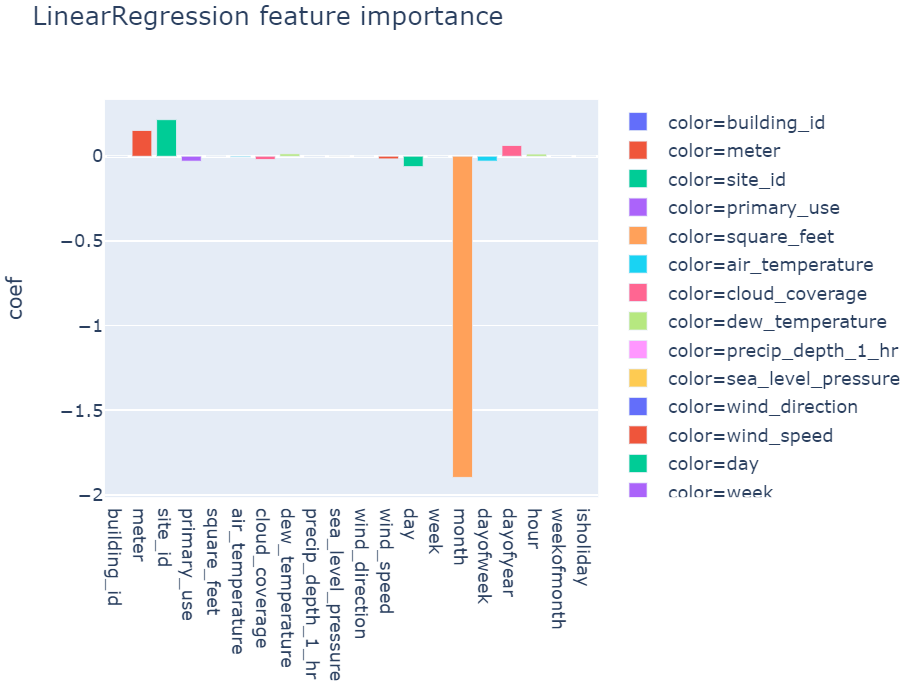 LinearRegression feature importance
coef
0
−0.5
−1
−1.5
−2
building_id
meter
site_id
primary_use
square_feet
air_temperature
cloud_coverage
dew_temperature
precip_depth_1_hr
sea_level_pressure
wind_direction
wind_speed
day
week
month
dayofweek
dayofyear
hour
weekofmonth
isholiday
color=building_id
color=meter
color=site_id
color=primary_use
color=square_feet
color=air_temperature
color=cloud_coverage
color=dew_temperature
color=precip_depth_1_hr
color=sea_level_pressure
color=wind_direction
color=wind_speed
color=day
color=week